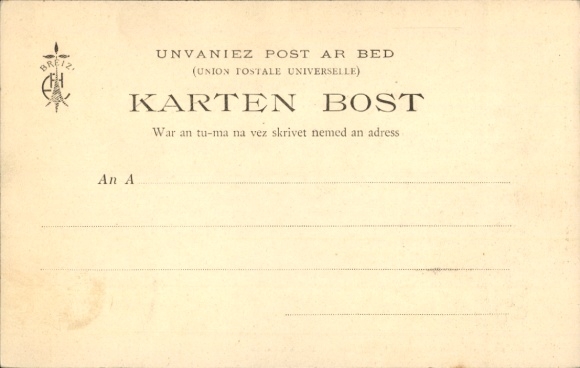 BREIZ'
UNVANIEZ POST AR BED
(UNION POSTALE UNIVERSELLE)
KARTEN BOST
War an tu-ma na vez skrivet nemed an adress
An A